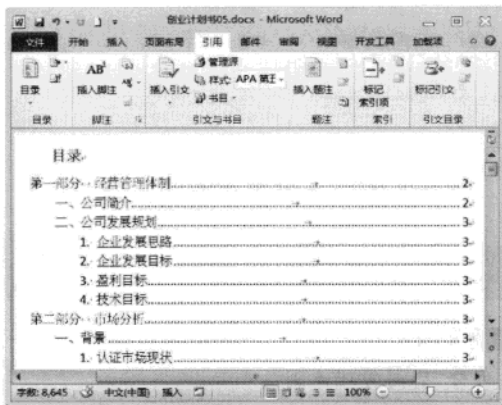 创业计划书05.docx - Microsoft Word
文件 开始 插入 页面布局 引用 邮件 审阅 视图 开发工具 加载项
目录
AB¹
插入脚注
插入引文
管理源
样式: APA 第王
书目
插入题注
标记
索引项
标记引文
目录 脚注 引文与书目 题注 索引 引文目录
目录
第一部分 经营管理体制 2
一、公司简介 2
二、公司发展规划 3
1. 企业发展思路 3
2. 企业发展目标 3
3. 盈利目标 3
4. 技术目标 3
第二部分 市场分析 3
一、背景 3
1. 认证市场现状 3
字数: 8,645 中文(中国) 插入 100%